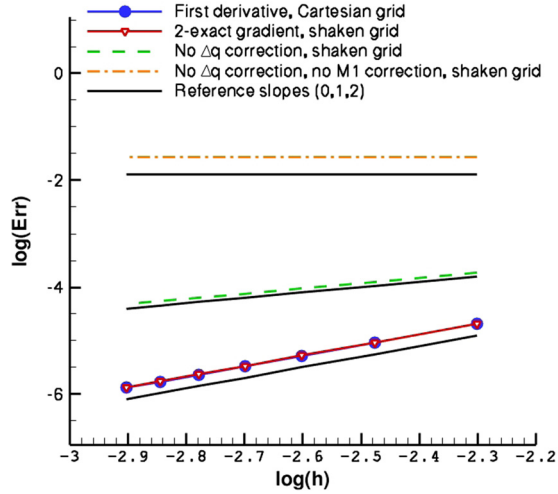 First derivative, Cartesian grid
2-exact gradient, shaken grid
No Δq correction, shaken grid
No Δq correction, no M1 correction, shaken grid
Reference slopes (0,1,2)
0
-2
-4
-6
log(Err)
-3 -2.9 -2.8 -2.7 -2.6 -2.5 -2.4 -2.3 -2.2
log(h)